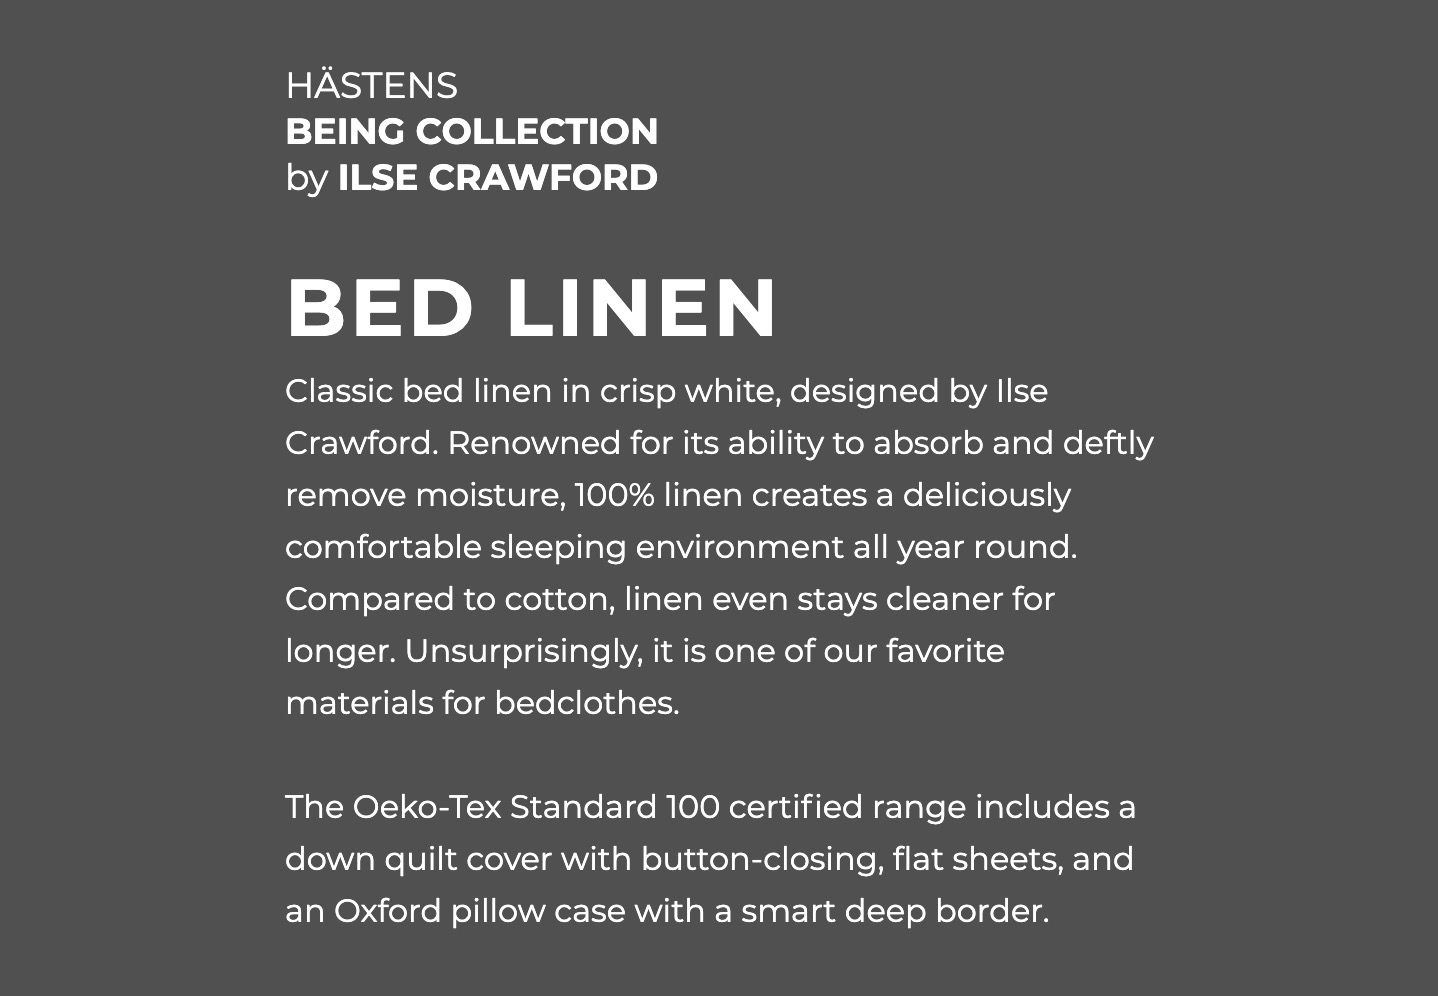 HÄSTENS
BEING COLLECTION
by ILSE CRAWFORD
BED LINEN
Classic bed linen in crisp white, designed by Ilse
Crawford. Renowned for its ability to absorb and deftly
remove moisture, 100% linen creates a deliciously
comfortable sleeping environment all year round.
Compared to cotton, linen even stays cleaner for
longer. Unsurprisingly, it is one of our favorite
materials for bedclothes.
The Oeko-Tex Standard 100 certified range includes a
down quilt cover with button-closing, flat sheets, and
an Oxford pillow case with a smart deep border.